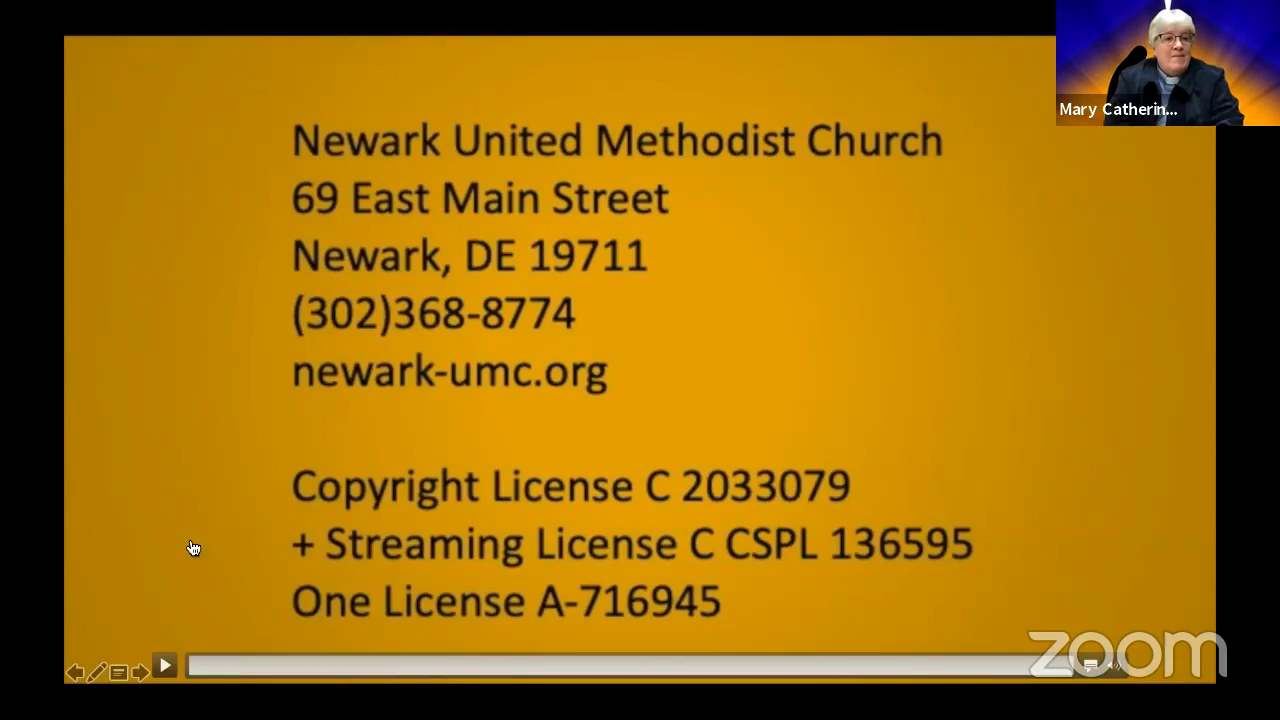 Mary Catherin...
Newark United Methodist Church
69 East Main Street
Newark, DE 19711
(302)368-8774
newark-umc.org
Copyright License C 2033079
+ Streaming License C CSPL 136595
One License A-716945
zoom